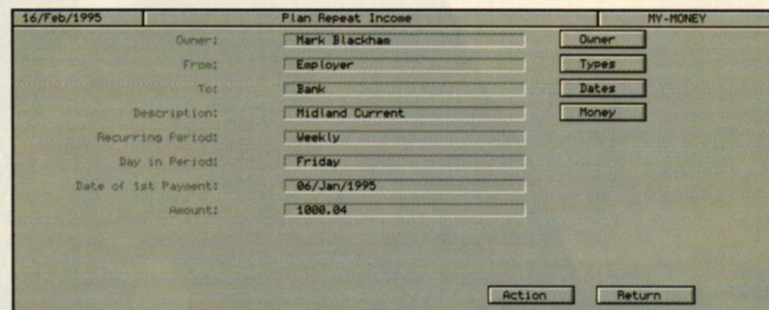 16/Feb/1995 Plan Repeat Income MY-MONEY
Owner: Mark Blackham Owner
From: Employer Types
To: Bank Dates
Description: Midland Current Money
Recurring Period: Weekly
Day in Period: Friday
Date of 1st Payment: 06/Jan/1995
Amount: 1000.04
Action Return